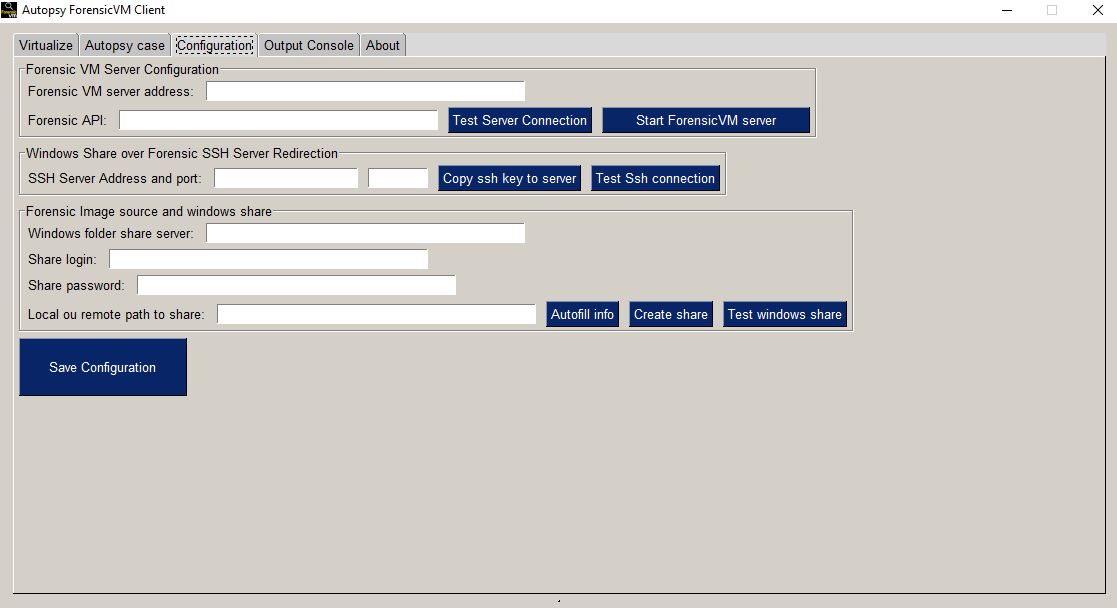 Autopsy ForensicVM Client
Virtualize Autopsy case Configuration Output Console About
Forensic VM Server Configuration
Forensic VM server address:
Forensic API: Test Server Connection Start ForensicVM server
Windows Share over Forensic SSH Server Redirection
SSH Server Address and port: Copy ssh key to server Test Ssh connection
Forensic Image source and windows share
Windows folder share server:
Share login:
Share password:
Local ou remote path to share: Autofill info Create share Test windows share
Save Configuration